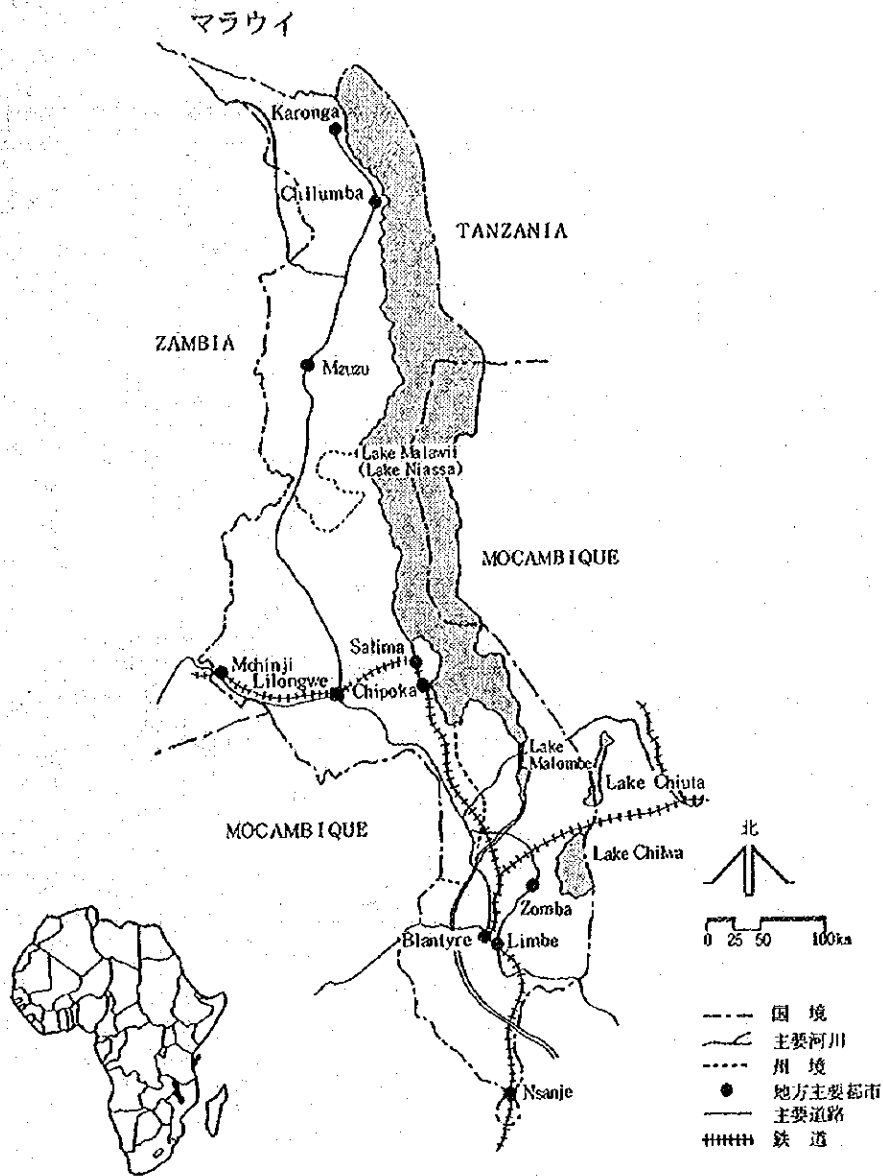 マラウイ
Karonga
Chilumba
TANZANIA
ZAMBIA
Mzuzu
Lake Malawii
(Lake Niassa)
MOCAMBIQUE
Salima
Mchinji
Lilongwe
Chipoka
Lake
Malombe
Lake Chiuta
MOCAMBIQUE
北
Lake Chilwa
Zomba
Blantyre
Limbe
0 25 50 100km
国境
主要河川
州境
Nsanje
地方主要都市
主要道路
鉄道